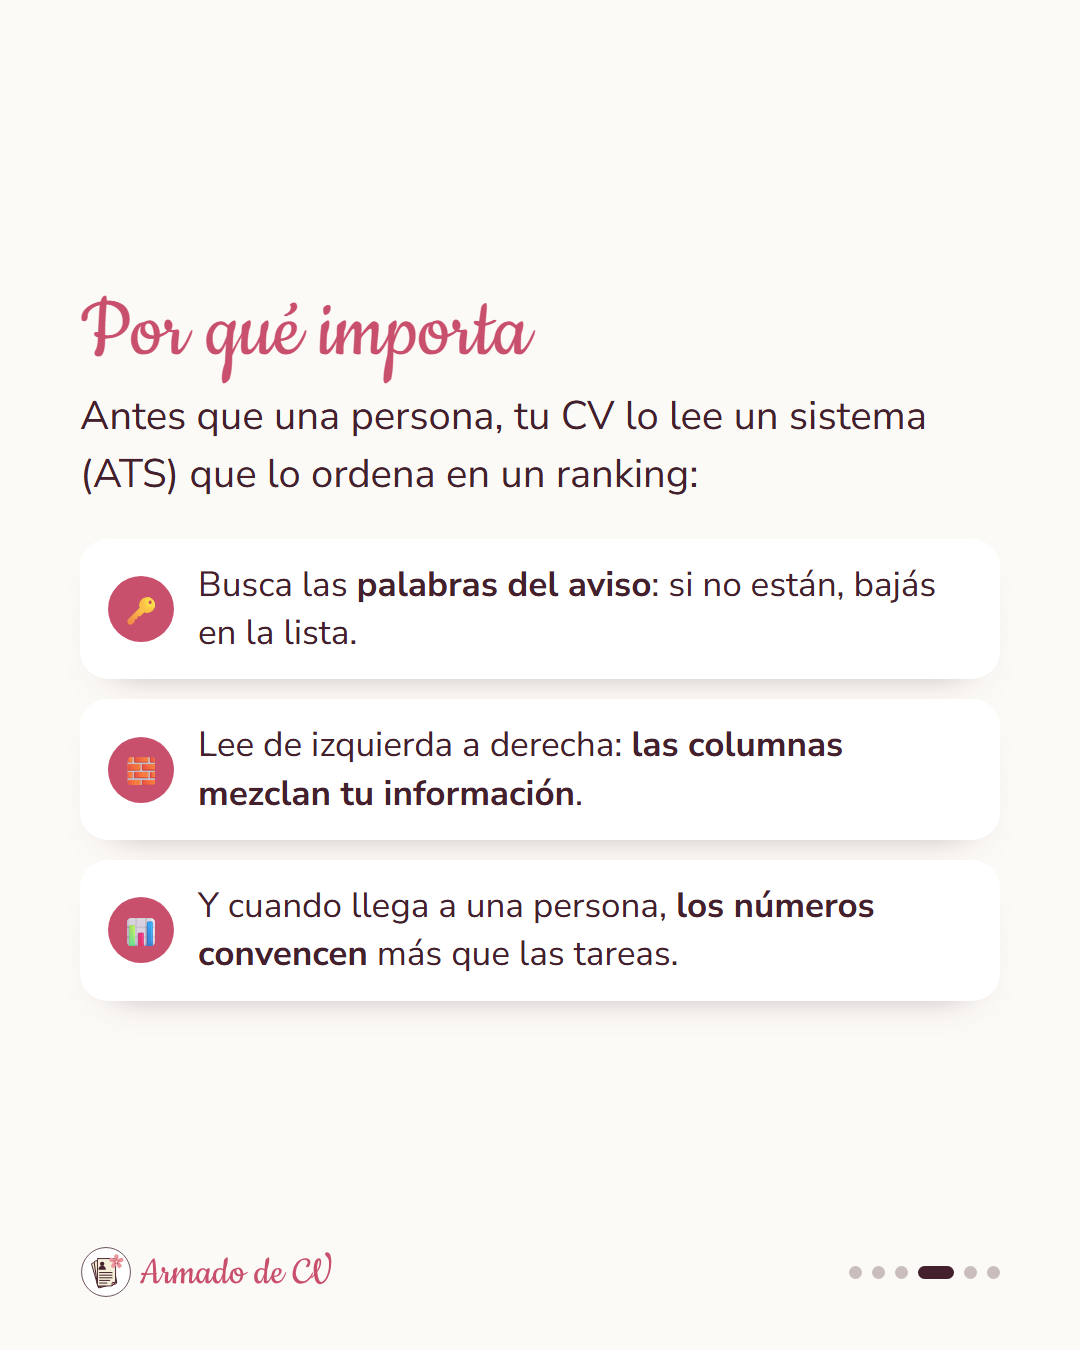 Por qué importa
Antes que una persona, tu CV lo lee un sistema
(ATS) que lo ordena en un ranking:
Busca las palabras del aviso: si no están, bajás
en la lista.
Lee de izquierda a derecha: las columnas
mezclan tu información.
Y cuando llega a una persona, los números
convencen más que las tareas.
Armado de CV